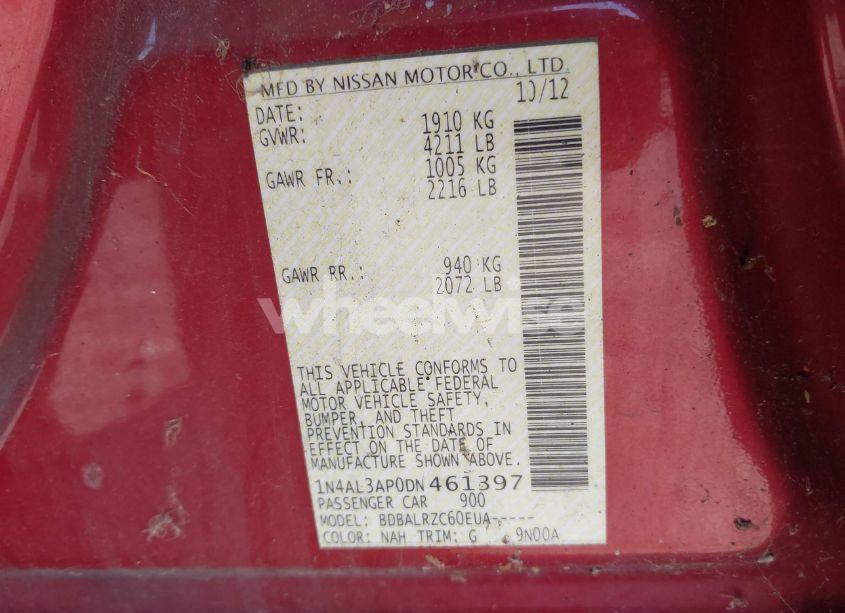 MFD BY NISSAN MOTOR CO., LTD.
DATE: 10/12
GVWR: 1910 KG
4211 LB
GAWR FR.: 1005 KG
2216 LB
GAWR RR.: 940 KG
2072 LB
wheelwise
THIS VEHICLE CONFORMS TO
ALL APPLICABLE FEDERAL
MOTOR VEHICLE SAFETY,
BUMPER, AND THEFT
PREVENTION STANDARDS IN
EFFECT ON THE DATE OF
MANUFACTURE SHOWN ABOVE.
1N4AL3AP0DN461397
PASSENGER CAR 900
MODEL: BDBALRZC60EUA-----
COLOR: NAH TRIM: G 9N00A